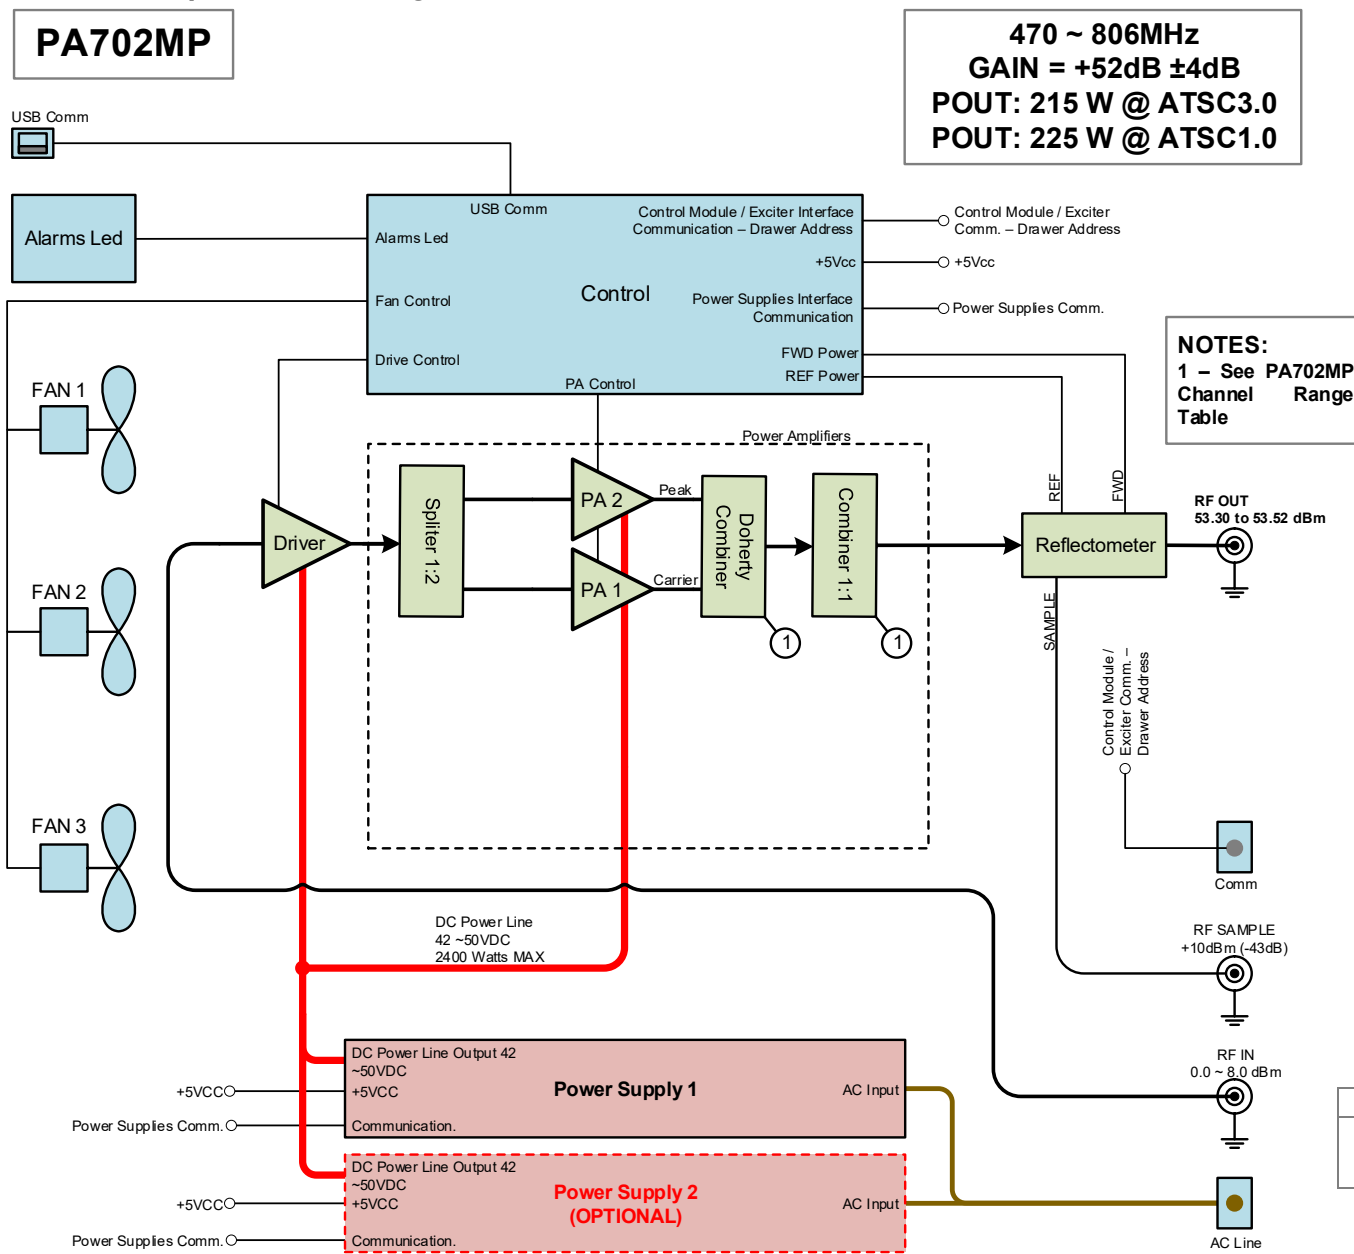 PA702MP
470 ~ 806MHz
GAIN = +52dB ±4dB
POUT: 215 W @ ATSC3.0
POUT: 225 W @ ATSC1.0
USB Comm
Alarms Led
USB Comm
Alarms Led
Fan Control
Drive Control
Control
PA Control
Control Module / Exciter Interface
Communication – Drawer Address
+5Vcc
Power Supplies Interface
Communication
FWD Power
REF Power
Control Module / Exciter
Comm. – Drawer Address
+5Vcc
Power Supplies Comm.
NOTES:
1 – See PA702MP
Channel Range
Table
FAN 1
FAN 2
FAN 3
Power Amplifiers
Driver
Spliter 1:2
PA 2
PA 1
Peak
Carrier
Doherty
Combiner
1
Combiner 1:1
1
REF
FWD
Reflectometer
SAMPLE
RF OUT
53.30 to 53.52 dBm
Control Module /
Exciter Comm. –
Drawer Address
Comm
RF SAMPLE
+10dBm (-43dB)
RF IN
0.0 ~ 8.0 dBm
DC Power Line
42 ~50VDC
2400 Watts MAX
DC Power Line Output 42
~50VDC
+5VCC
+5VCC
Power Supply 1
AC Input
Power Supplies Comm.
Communication.
DC Power Line Output 42
~50VDC
+5VCC
+5VCC
Power Supply 2
(OPTIONAL)
AC Input
Power Supplies Comm.
Communication.
AC Line